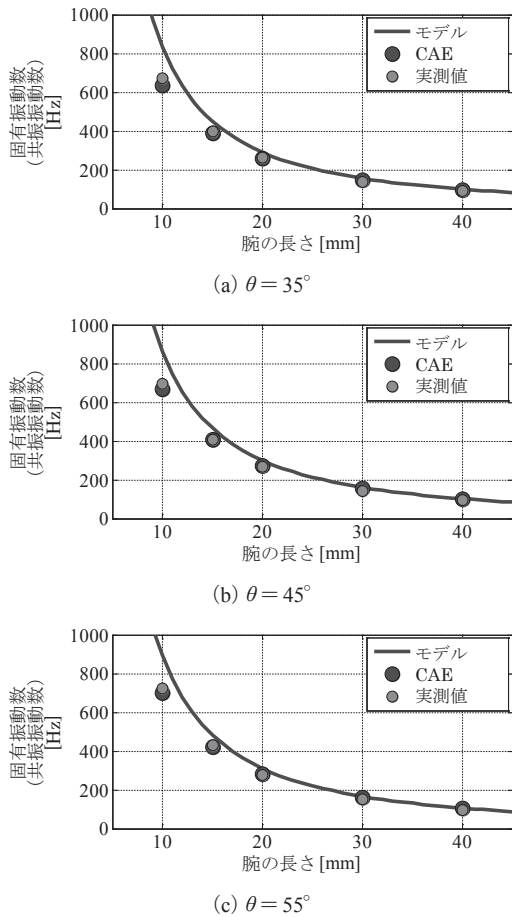 1000
800
600
400
200
0
固有振動数
(共振振動数)
[Hz]
モデル
CAE
実測値
10
20
30
40
腕の長さ [mm]
(a) θ = 35°
1000
800
600
400
200
0
固有振動数
(共振振動数)
[Hz]
モデル
CAE
実測値
10
20
30
40
腕の長さ [mm]
(b) θ = 45°
1000
800
600
400
200
0
固有振動数
(共振振動数)
[Hz]
モデル
CAE
実測値
10
20
30
40
腕の長さ [mm]
(c) θ = 55°